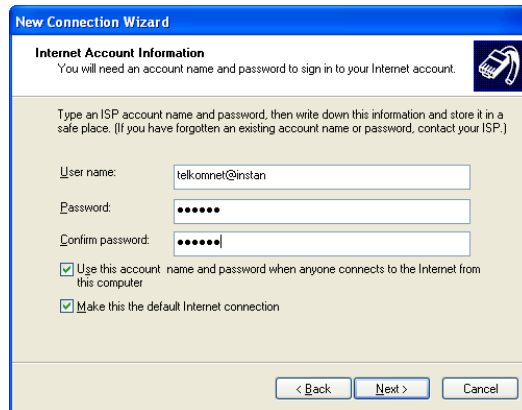 New Connection Wizard
Internet Account Information
You will need an account name and password to sign in to your Internet account.
Type an ISP account name and password, then write down this information and store it in a
safe place. (If you have forgotten an existing account name or password, contact your ISP.)
User name:
telkomnet@instan
Password:
••••••
Confirm password:
••••••
Use this account name and password when anyone connects to the Internet from
this computer
Make this the default Internet connection
< Back
Next >
Cancel